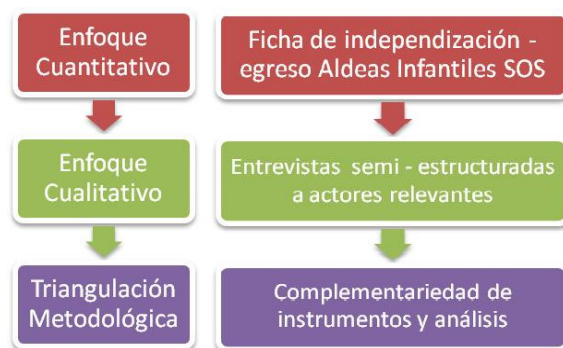 Enfoque
Cuantitativo
Ficha de independización -
egreso Aldeas Infantiles SOS
Enfoque
Cualitativo
Entrevistas semi - estructuradas
a actores relevantes
Triangulación
Metodológica
Complementariedad de
instrumentos y análisis